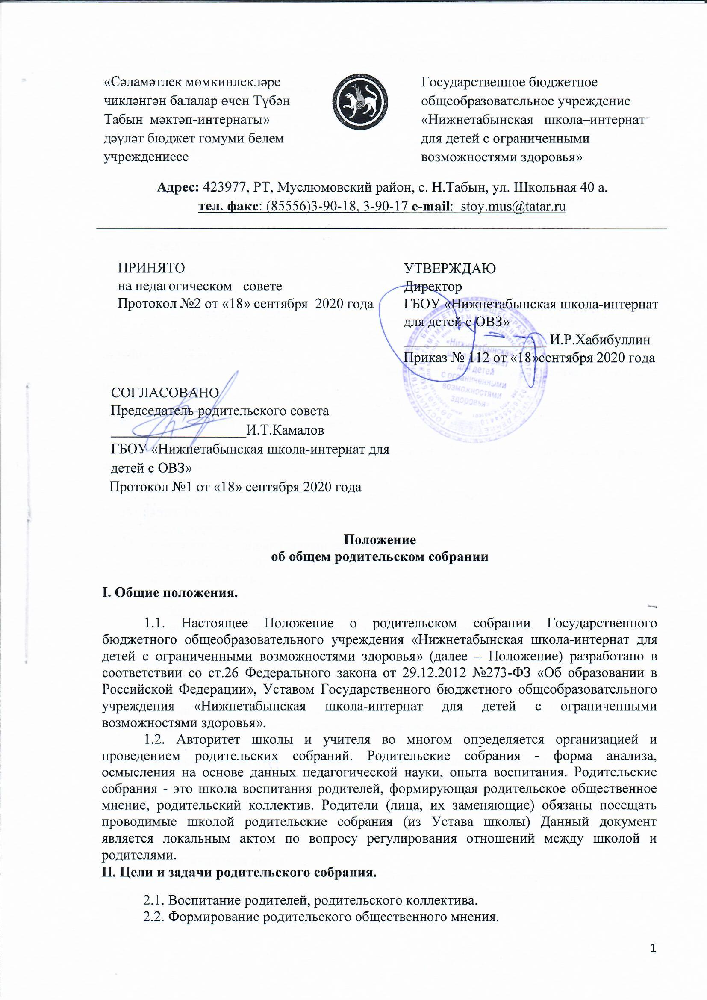 «Сәламәтлек мөмкинлекләре
чикләнгән балалар өчен Түбән
Табын мәктәп-интернаты»
дәүләт бюджет гомуми белем
учреждениесе
Государственное бюджетное
общеобразовательное учреждение
«Нижнетабынская школа–интернат
для детей с ограниченными
возможностями здоровья»
Адрес: 423977, РТ, Муслюмовский район, с. Н.Табын, ул. Школьная 40 а.
тел. факс: (85556)3-90-18, 3-90-17 e-mail: stoy.mus@tatar.ru
ПРИНЯТО
на педагогическом совете
Протокол №2 от «18» сентября 2020 года
УТВЕРЖДАЮ
Директор
ГБОУ «Нижнетабынская школа-интернат
для детей с ОВЗ»
____________________ И.Р.Хабибуллин
Приказ № 112 от «18»сентября 2020 года
«Нижнетабынская
школа-интернат
для детей
с ограниченными
возможностями
здоровья»
СОГЛАСОВАНО
Председатель родительского совета
___________________И.Т.Камалов
ГБОУ «Нижнетабынская школа-интернат для
детей с ОВЗ»
Протокол №1 от «18» сентября 2020 года
Положение
об общем родительском собрании
I. Общие положения.
1.1. Настоящее Положение о родительском собрании Государственного
бюджетного общеобразовательного учреждения «Нижнетабынская школа-интернат для
детей с ограниченными возможностями здоровья» (далее – Положение) разработано в
соответствии со ст.26 Федерального закона от 29.12.2012 №273-ФЗ «Об образовании в
Российской Федерации», Уставом Государственного бюджетного общеобразовательного
учреждения «Нижнетабынская школа-интернат для детей с ограниченными
возможностями здоровья».
1.2. Авторитет школы и учителя во многом определяется организацией и
проведением родительских собраний. Родительские собрания - форма анализа,
осмысления на основе данных педагогической науки, опыта воспитания. Родительские
собрания - это школа воспитания родителей, формирующая родительское общественное
мнение, родительский коллектив. Родители (лица, их заменяющие) обязаны посещать
проводимые школой родительские собрания (из Устава школы) Данный документ
является локальным актом по вопросу регулирования отношений между школой и
родителями.
II. Цели и задачи родительского собрания.
2.1. Воспитание родителей, родительского коллектива.
2.2. Формирование родительского общественного мнения.
1